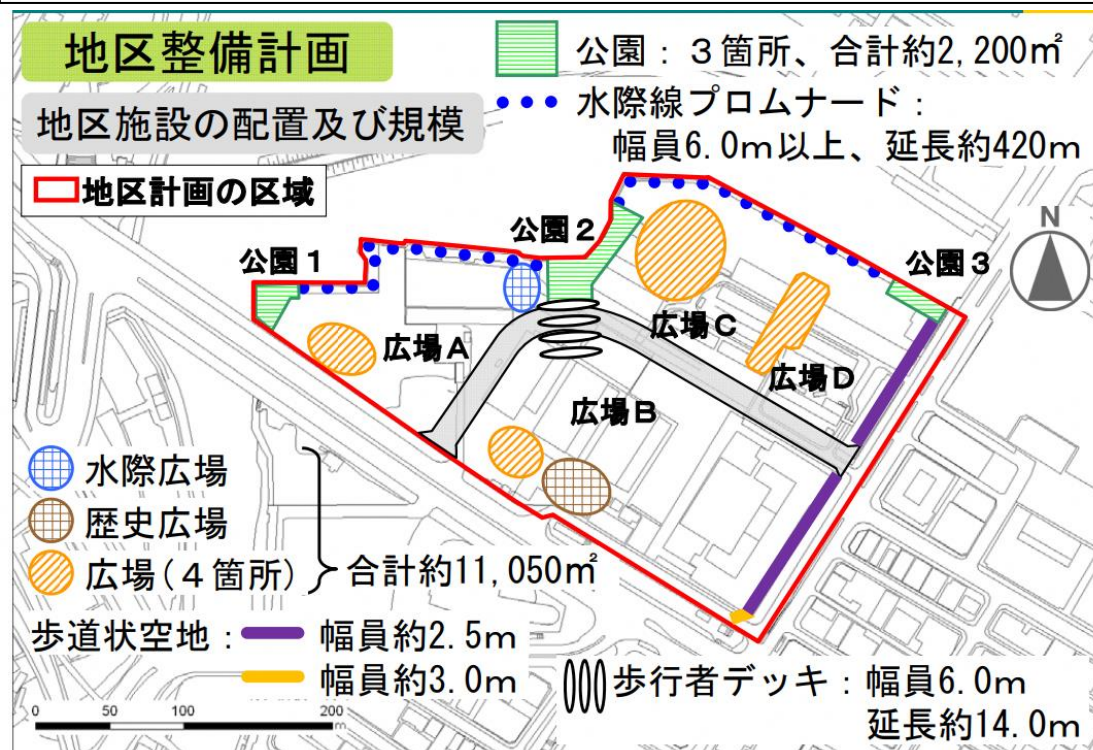 地区整備計画
公園：３箇所、合計約2,200㎡
地区施設の配置及び規模
水際線プロムナード：
幅員6.0m以上、延長約420m
地区計画の区域
N
公園１
公園２
公園３
広場Ａ
広場Ｃ
広場Ｄ
広場Ｂ
水際広場
歴史広場
広場(４箇所)
合計約11,050㎡
歩道状空地：
幅員約2.5m
幅員約3.0m
歩行者デッキ：幅員6.0m
延長約14.0m
0 50 100 200
m